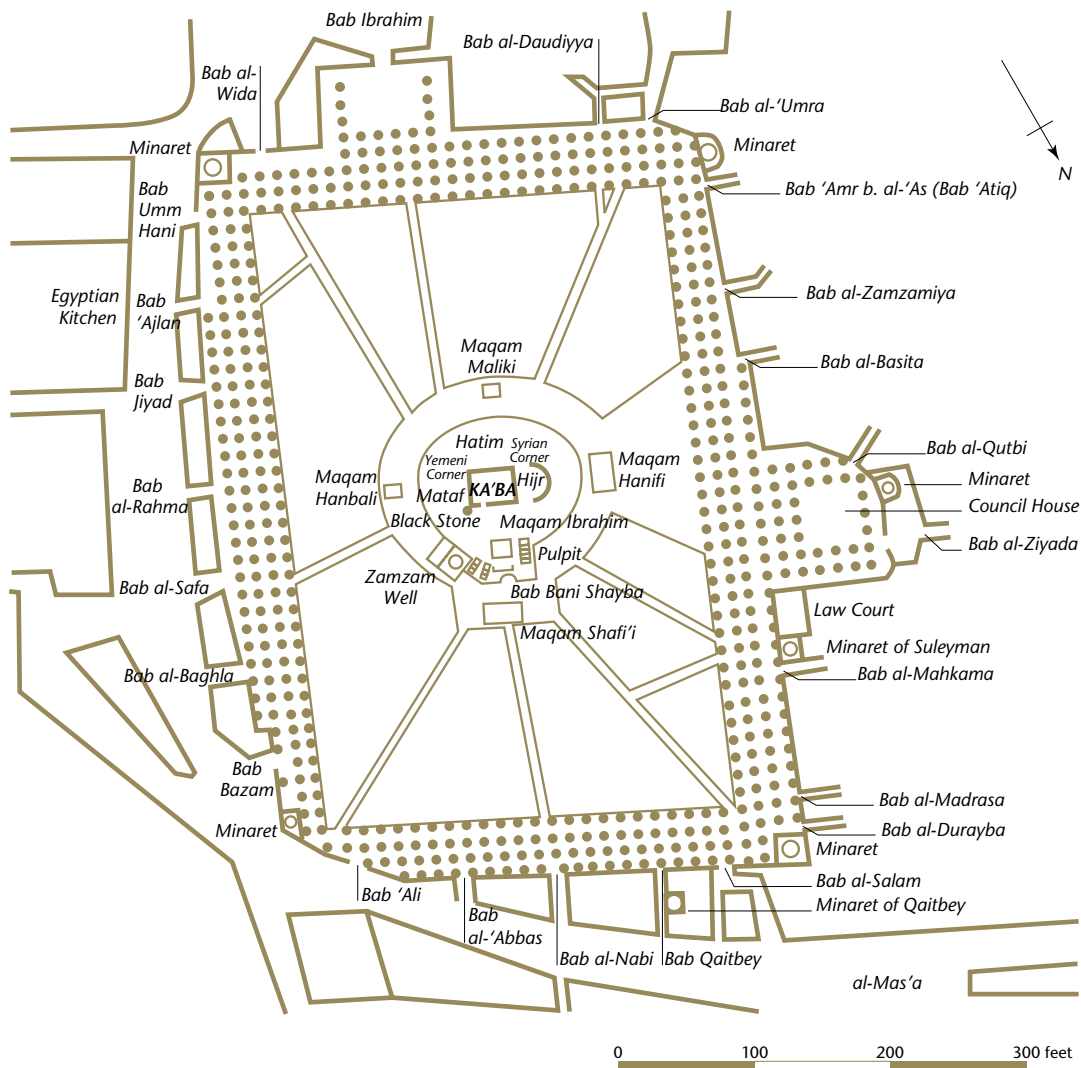 Bab Ibrahim
Bab al-Daudiyya
Bab al-
Wida
Bab al-‘Umra
Minaret
Minaret
N
Bab
Umm
Hani
Bab ‘Amr b. al-‘As (Bab ‘Atiq)
Egyptian
Kitchen
Bab
‘Ajlan
Bab al-Zamzamiya
Maqam
Maliki
Bab al-Basita
Bab
Jiyad
Hatim
Syrian
Corner
Yemeni
Corner
Bab al-Qutbi
Maqam
Hanbali
Mataf
KA’BA
Hijr
Maqam
Hanifi
Minaret
Bab
al-Rahma
Council House
Black Stone
Maqam Ibrahim
Bab al-Ziyada
Pulpit
Zamzam
Well
Bab al-Safa
Bab Bani Shayba
Law Court
Maqam Shafi’i
Minaret of Suleyman
Bab al-Baghla
Bab al-Mahkama
Bab
Bazam
Bab al-Madrasa
Minaret
Bab al-Durayba
Minaret
Bab ‘Ali
Bab al-Salam
Minaret of Qaitbey
Bab
al-‘Abbas
Bab al-Nabi
Bab Qaitbey
al-Mas’a
0
100
200
300 feet